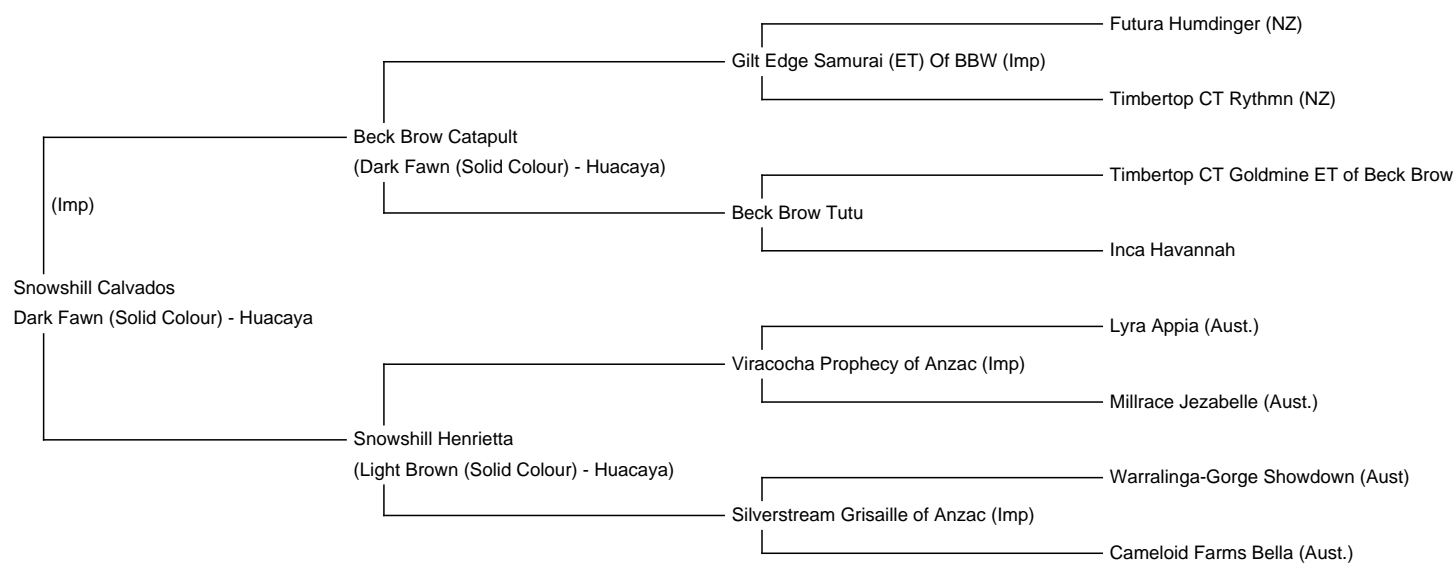 Futura Humdinger (NZ)
Gilt Edge Samurai (ET) Of BBW (Imp)
Timbertop CT Rythmn (NZ)
Beck Brow Catapult
(Dark Fawn (Solid Colour) - Huacaya)
Timbertop CT Goldmine ET of Beck Brow
(Imp)
Beck Brow Tutu
Inca Havannah
Snowshill Calvados
Dark Fawn (Solid Colour) - Huacaya
Lyra Appia (Aust.)
Viracocha Prophecy of Anzac (Imp)
Millrace Jezabelle (Aust.)
Snowshill Henrietta
(Light Brown (Solid Colour) - Huacaya)
Warralinga-Gorge Showdown (Aust)
Silverstream Grisaille of Anzac (Imp)
Cameloid Farms Bella (Aust.)